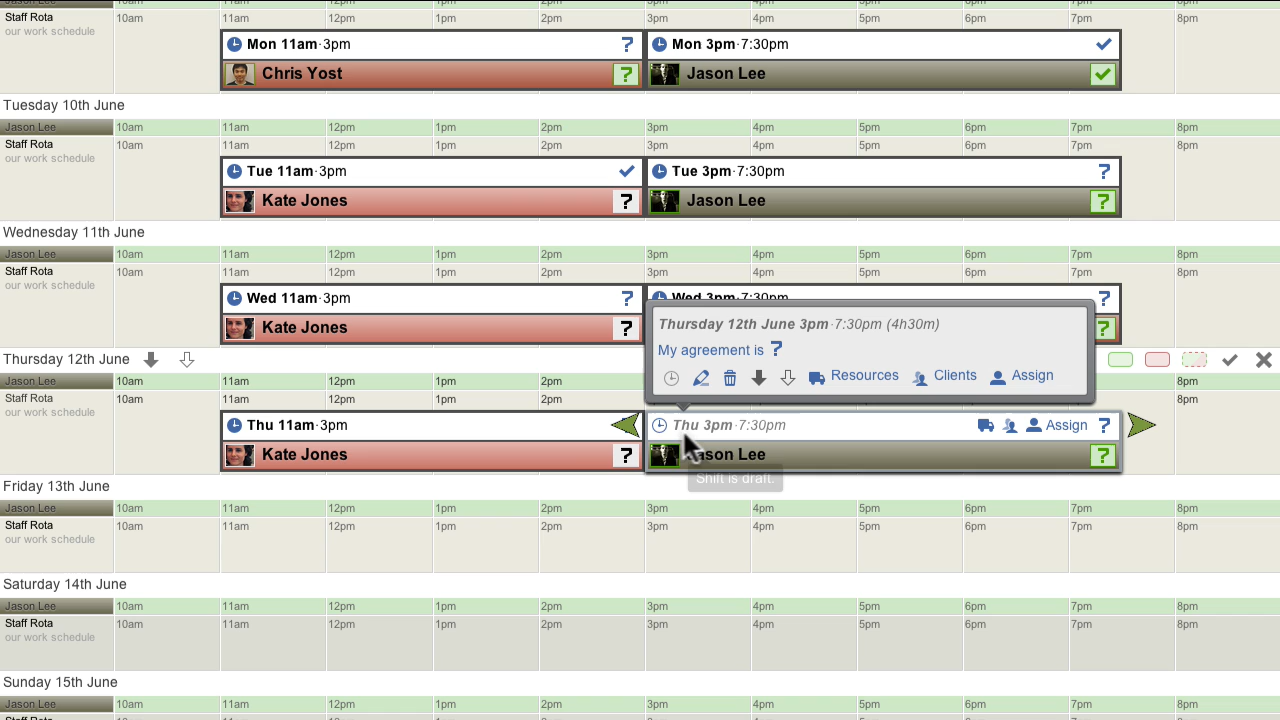 Staff Rota 10am 11am 12pm 1pm 2pm 3pm 4pm 5pm 6pm 7pm 8pm
our work schedule
Mon 11am·3pm ? Mon 3pm·7:30pm
Chris Yost ? Jason Lee
Tuesday 10th June
Jason Lee 10am 11am 12pm 1pm 2pm 3pm 4pm 5pm 6pm 7pm 8pm
Staff Rota 10am 11am 12pm 1pm 2pm 3pm 4pm 5pm 6pm 7pm 8pm
our work schedule
Tue 11am·3pm Tue 3pm·7:30pm ?
Kate Jones ? Jason Lee ?
Wednesday 11th June
Jason Lee 10am 11am 12pm 1pm 2pm 3pm 4pm 5pm 6pm 7pm 8pm
Staff Rota 10am 11am 12pm 1pm 2pm 3pm 4pm 5pm 6pm 7pm 8pm
our work schedule
Wed 11am·3pm ? Wed 3pm·7:30pm ?
Kate Jones ? ?
Thursday 12th June 3pm·7:30pm (4h30m)
My agreement is ?
Resources Clients Assign
Thursday 12th June
Jason Lee 10am 11am 12pm 1pm 2pm 8pm
Staff Rota 10am 11am 12pm 1pm 2pm 8pm
our work schedule
Thu 11am·3pm Thu 3pm·7:30pm Assign ?
Kate Jones ? Jason Lee ?
Shift is draft.
Friday 13th June
Jason Lee 10am 11am 12pm 1pm 2pm 3pm 4pm 5pm 6pm 7pm 8pm
Staff Rota 10am 11am 12pm 1pm 2pm 3pm 4pm 5pm 6pm 7pm 8pm
our work schedule
Saturday 14th June
Jason Lee 10am 11am 12pm 1pm 2pm 3pm 4pm 5pm 6pm 7pm 8pm
Staff Rota 10am 11am 12pm 1pm 2pm 3pm 4pm 5pm 6pm 7pm 8pm
our work schedule
Sunday 15th June
Jason Lee 10am 11am 12pm 1pm 2pm 3pm 4pm 5pm 6pm 7pm 8pm